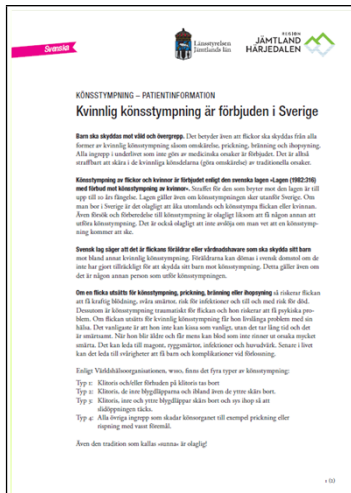 Svenska
Länsstyrelsen
Jämtlands län
REGION
JÄMTLAND
HÄRJEDALEN
KÖNSSTYMPNING – PATIENTINFORMATION
Kvinnlig könsstympning är förbjuden i Sverige
Barn ska skyddas mot våld och övergrepp. Det betyder även att flickor ska skyddas från alla
former av kvinnlig könsstympning såsom omskärelse, prickning, bränning och ihopsyning.
Alla ingrepp i underlivet som inte görs av medicinska orsaker är förbjudet. Det är alltså
straffbart att skära i de kvinnliga könsdelarna (göra omskärelse) av traditionella orsaker.
Könsstympning av flickor och kvinnor är förbjudet enligt den svenska lagen »Lagen (1982:316)
med förbud mot könsstympning av kvinnor«. Straffet för den som bryter mot den lagen är till
upp till 10 års fängelse. Lagen gäller även om könsstympningen sker utanför Sverige. Om
man bor i Sverige är det olagligt att åka utomlands och könsstympa flickan eller kvinnan.
Även försök och förberedelse till könsstympning är olagligt liksom att få någon annan att
utföra könsstympning. Det är också olagligt att inte avslöja om man vet att en könsstymp-
ning kommer att ske.
Svensk lag säger att det är flickans föräldrar eller vårdnadshavare som ska skydda sitt barn
mot bland annat kvinnlig könsstympning. Föräldrarna kan dömas i svensk domstol om de
inte har gjort tillräckligt för att skydda sitt barn mot könsstympning. Detta gäller även om
det är någon annan person som utför könsstympningen.
Om en flicka utsätts för könsstympning, prickning, bränning eller ihopsyning så riskerar flickan
att få kraftig blödning, svåra smärtor, risk för infektioner och till och med risk för död.
Dessutom är könsstympning traumatiskt för flickan och hon riskerar att få psykiska pro-
blem. Om flickan utsätts för kvinnlig könsstympning får hon livslånga problem med sin
hälsa. Det vanligaste är att hon inte kan kissa som vanligt, utan det tar lång tid och det
är smärtsamt. När hon blir äldre och får mens kan blod som inte rinner ut orsaka mycket
smärta. Det kan leda till magont, ryggsmärtor, infektioner och huvudvärk. Senare i livet
kan det leda till svårigheter att få barn och komplikationer vid förlossning.
Enligt Världshälsoorganisationen, WHO, finns det fyra typer av könsstympning:
Typ 1: Klitoris och/eller förhuden på klitoris tas bort
Typ 2: Klitoris, de inre blygdläpparna och ibland även de yttre skärs bort.
Typ 3: Klitoris, inre och yttre blygdläppar skärs bort och sys ihop så att
slidöppningen täcks.
Typ 4: Alla övriga ingrepp som skadar könsorganet till exempel prickning eller
rispning med vasst föremål.
Även den tradition som kallas »sunna« är olaglig!